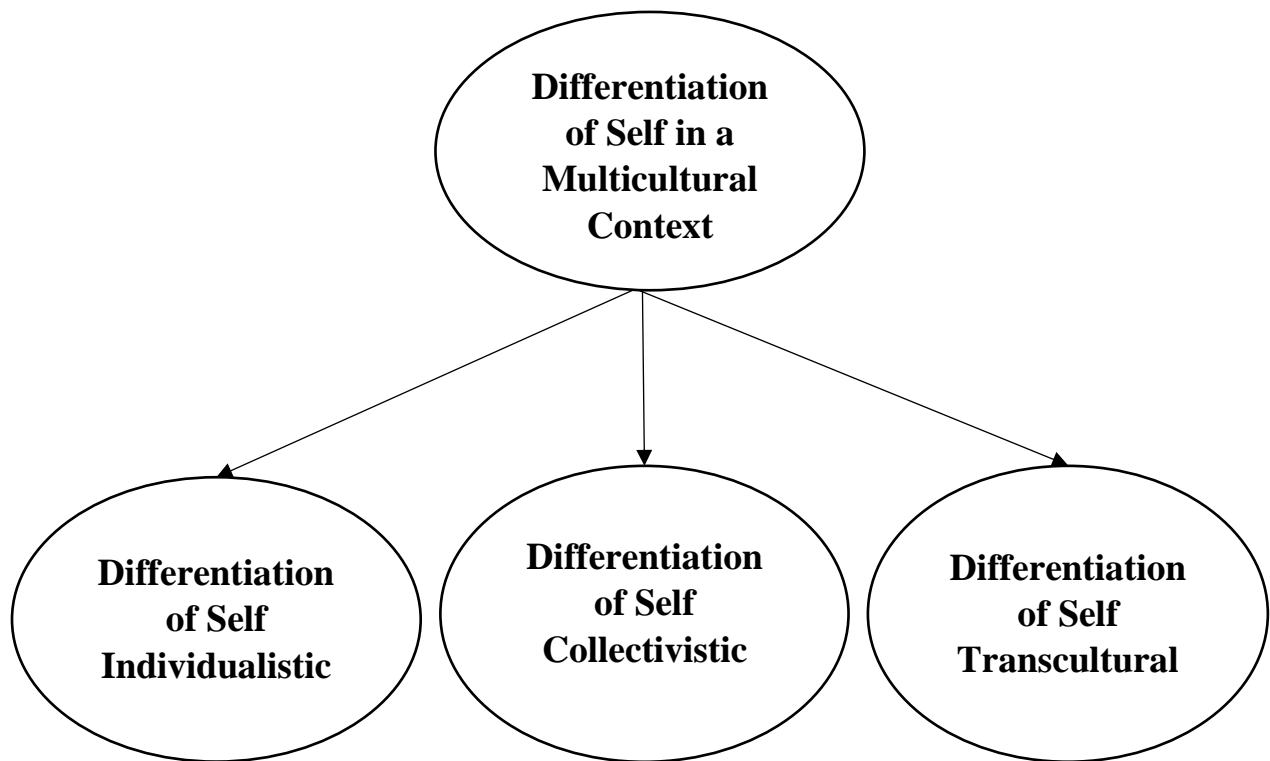 Differentiation
of Self in a
Multicultural
Context
Differentiation
of Self
Individualistic
Differentiation
of Self
Collectivistic
Differentiation
of Self
Transcultural